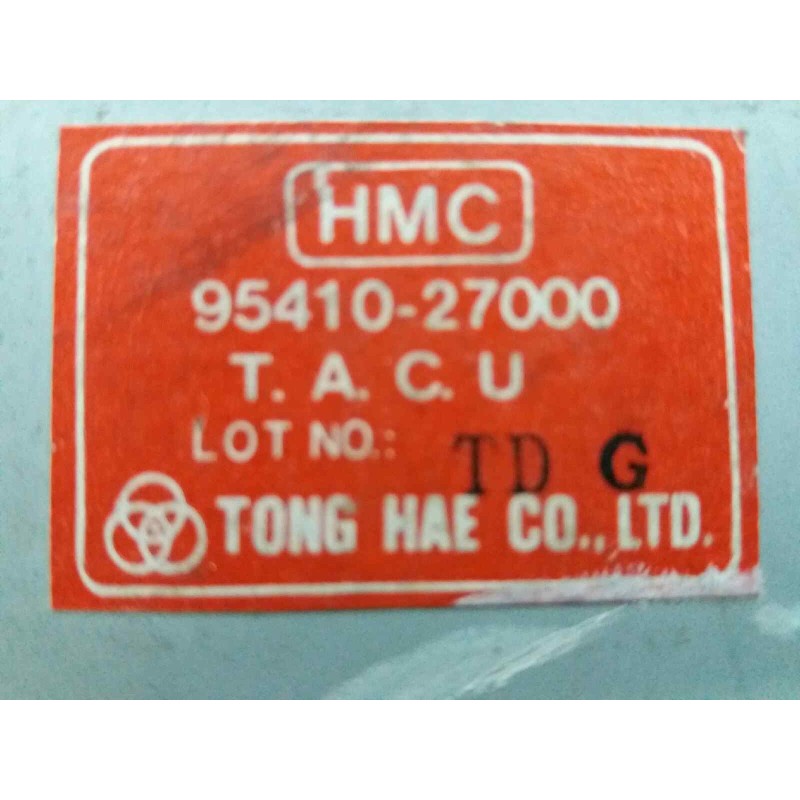 HMC
95410-27000
T. A. C. U
LOT NO.: TD G
TONG HAE CO., LTD.